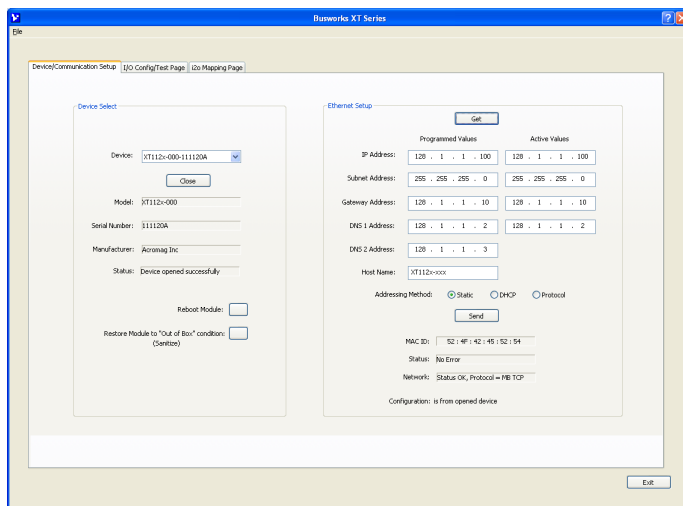 Busworks XT Series
File
Device/Communication Setup I/O Config/Test Page i2o Mapping Page
Device Select
Device: XT112x-000-111120A
Close
Model: XT112x-000
Serial Number: 111120A
Manufacturer: Acromag Inc
Status: Device opened successfully
Reboot Module:
Restore Module to "Out of Box" condition:
(Sanitize)
Ethernet Setup
Get
Programmed Values Active Values
IP Address: 128 . 1 . 1 . 100 128 . 1 . 1 . 100
Subnet Address: 255 . 255 . 255 . 0 255 . 255 . 255 . 0
Gateway Address: 128 . 1 . 1 . 10 128 . 1 . 1 . 10
DNS 1 Address: 128 . 1 . 1 . 2 128 . 1 . 1 . 2
DNS 2 Address: 128 . 1 . 1 . 3
Host Name: XT112x-xxx
Addressing Method: Static DHCP Protocol
Send
MAC ID: 52 : 4F : 42 : 45 : 52 : 54
Status: No Error
Network: Status OK, Protocol = MB TCP
Configuration: is from opened device
Exit